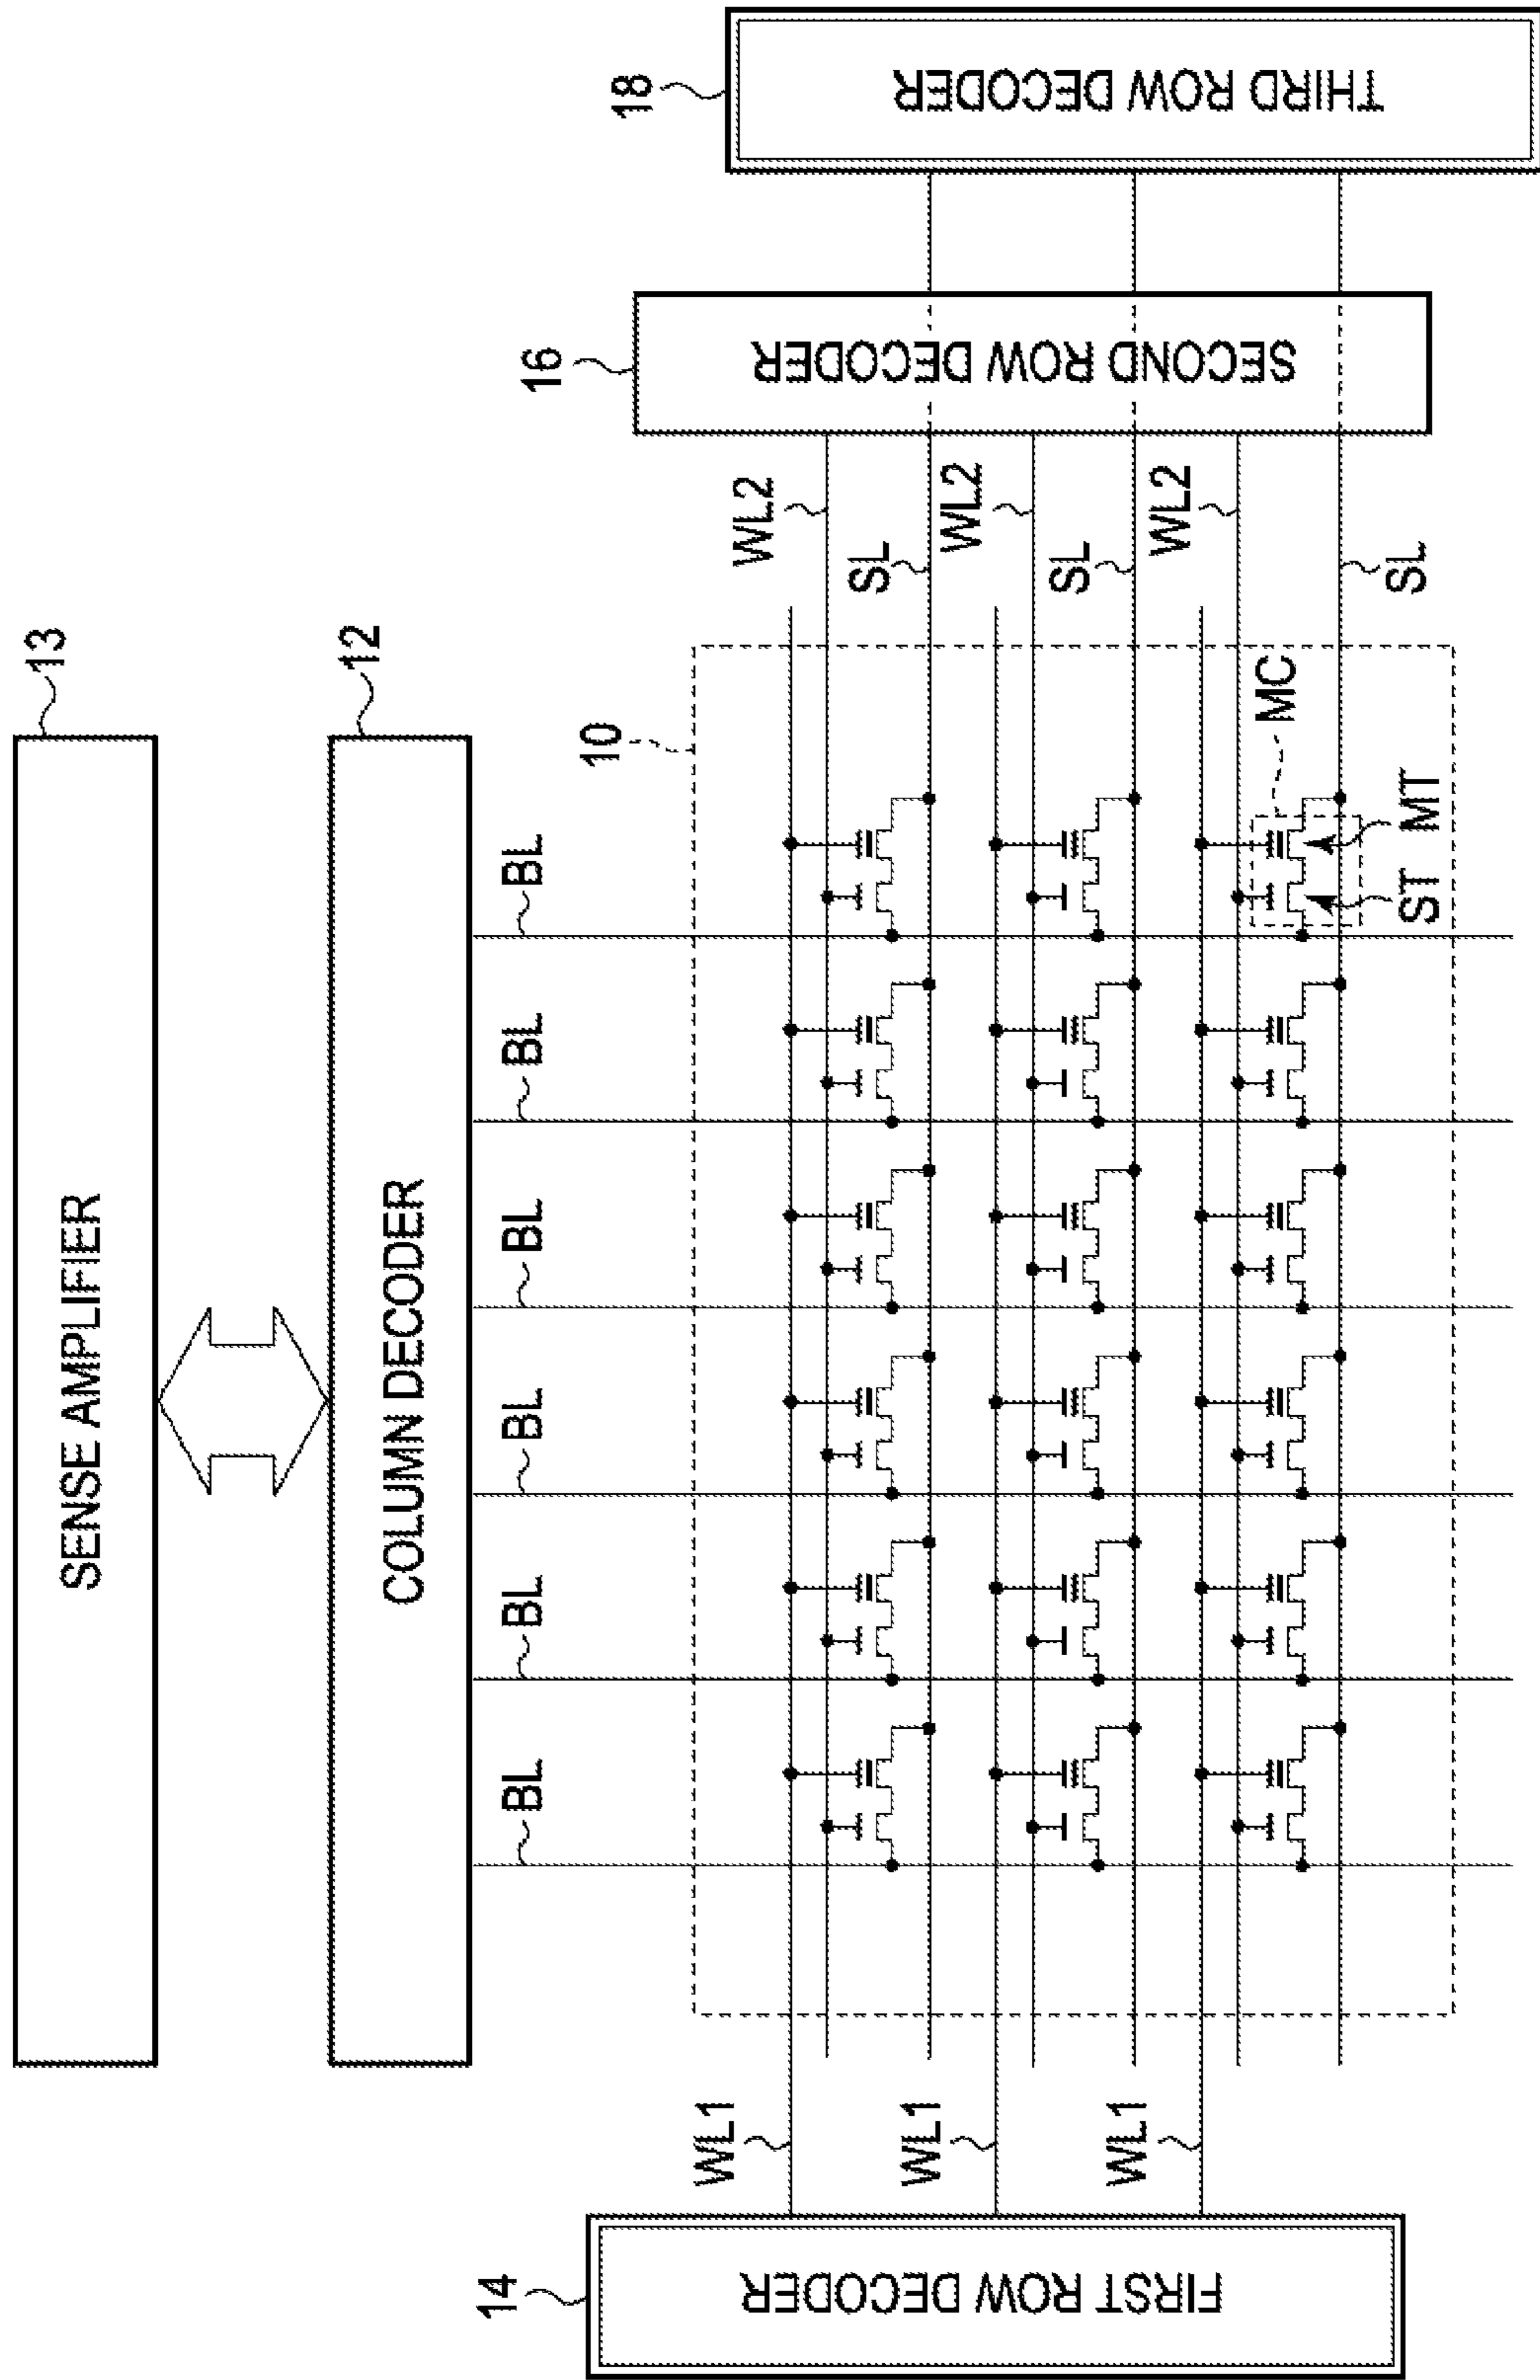 SENSE AMPLIFIER
13
COLUMN DECODER
12
BL
BL
BL
BL
BL
BL
10
FIRST ROW DECODER
14
WL1
WL1
WL1
WL2
SL
WL2
SL
WL2
SL
MC
ST
MT
SECOND ROW DECODER
16
THIRD ROW DECODER
18